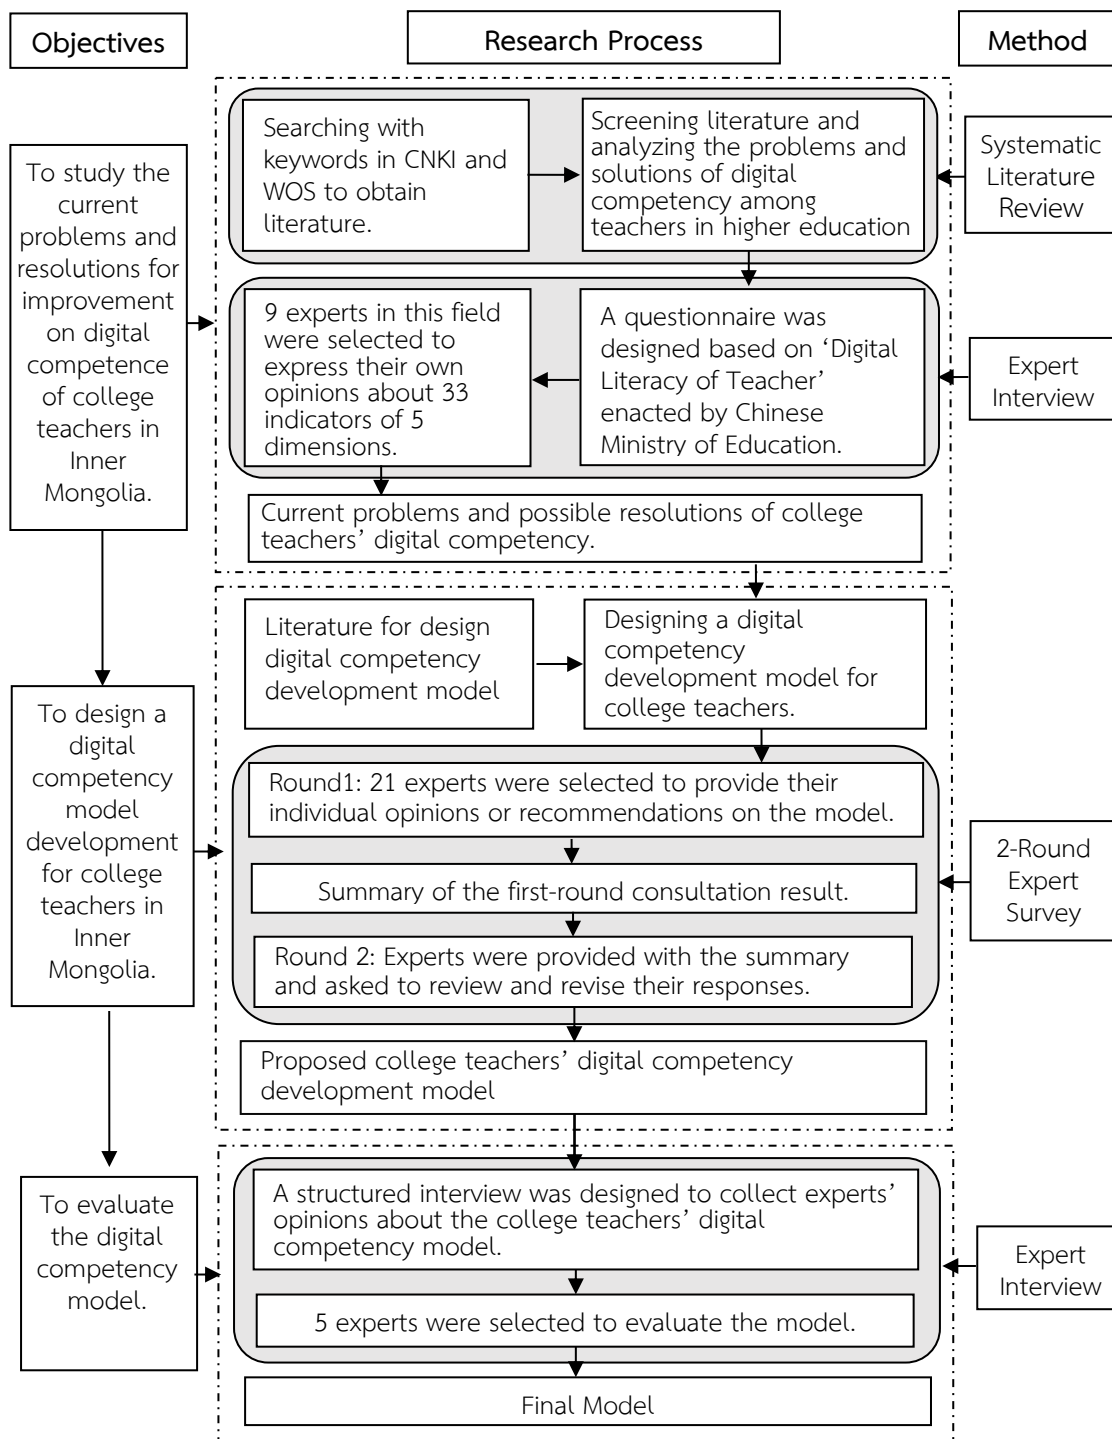 Objectives
Research Process
Method
To study the
current
problems and
resolutions for
improvement
on digital
competence
of college
teachers in
Inner
Mongolia.
Searching with
keywords in CNKI and
WOS to obtain
literature.
Screening literature and
analyzing the problems and
solutions of digital
competency among
teachers in higher education
Systematic
Literature
Review
9 experts in this field
were selected to
express their own
opinions about 33
indicators of 5
dimensions.
A questionnaire was
designed based on ‘Digital
Literacy of Teacher’
enacted by Chinese
Ministry of Education.
Expert
Interview
Current problems and possible resolutions of college
teachers’ digital competency.
To design a
digital
competency
model
development
for college
teachers in
Inner
Mongolia.
Literature for design
digital competency
development model
Designing a digital
competency
development model for
college teachers.
Round1: 21 experts were selected to provide their
individual opinions or recommendations on the model.
Summary of the first-round consultation result.
Round 2: Experts were provided with the summary
and asked to review and revise their responses.
2-Round
Expert
Survey
Proposed college teachers’ digital competency
development model
To evaluate
the digital
competency
model.
A structured interview was designed to collect experts’
opinions about the college teachers’ digital
competency model.
5 experts were selected to evaluate the model.
Expert
Interview
Final Model